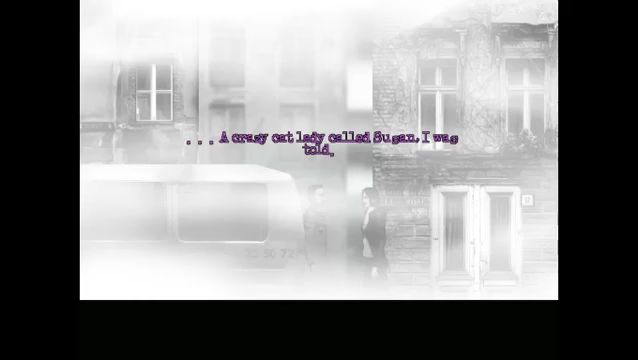 . . . A crazy cat lady called Susan, I was
told.